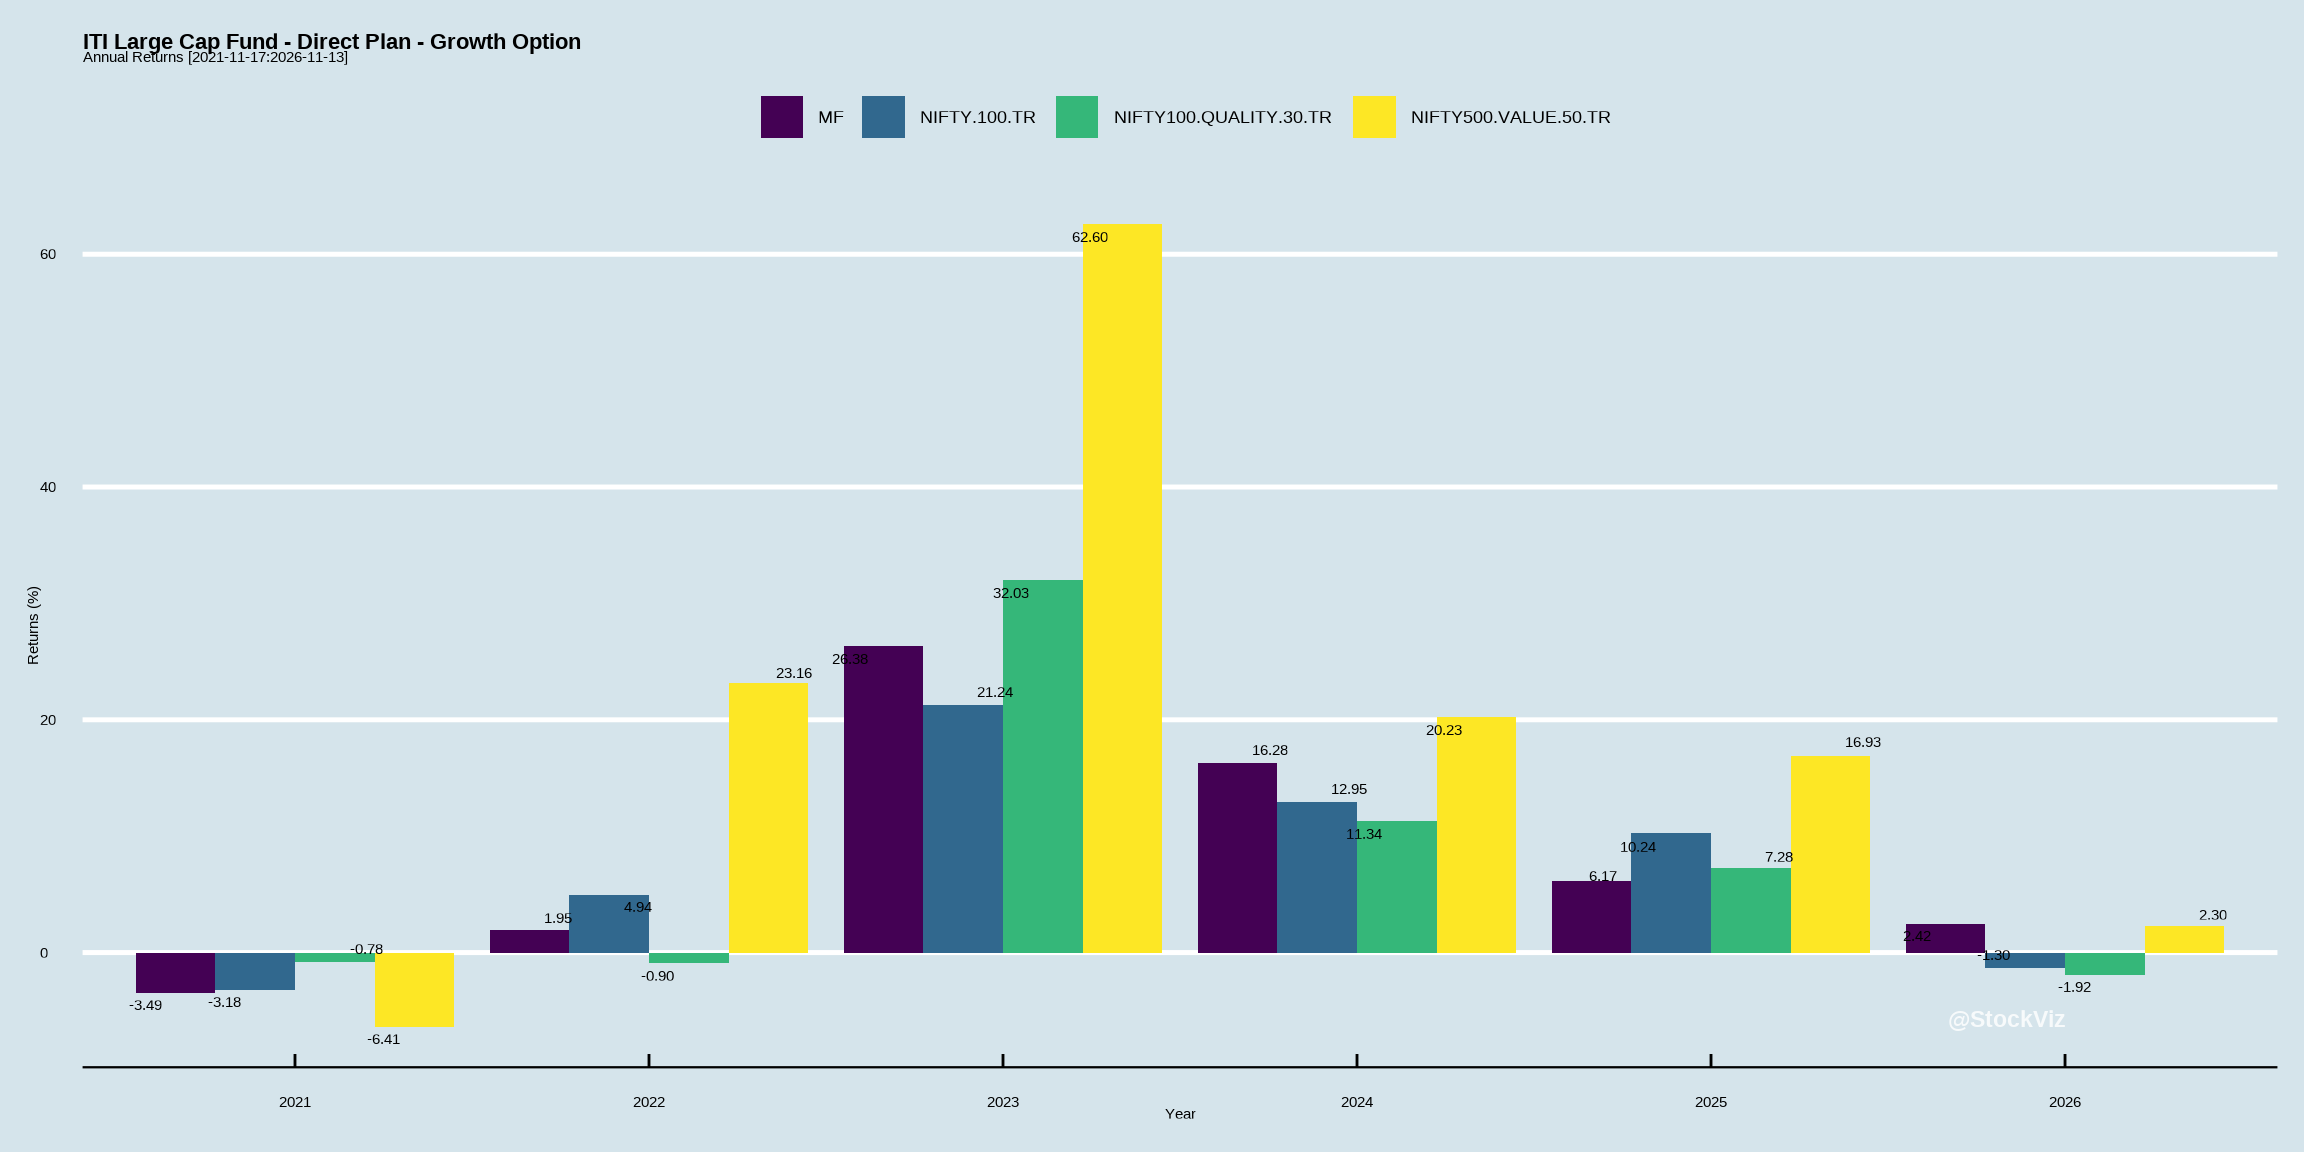 ITI Large Cap Fund - Direct Plan - Growth Option
Annual Returns [2021-11-17:2026-11-13]
MF NIFTY.100.TR NIFTY100.QUALITY.30.TR NIFTY500.VALUE.50.TR
60
40
20
0
Returns (%)
-3.49 -3.18 -0.78 -6.41
1.95 4.94 -0.90 23.16
26.38 21.24 32.03 62.60
16.28 12.95 11.34 20.23
6.17 10.24 7.28 16.93
2.42 -1.30 -1.92 2.30
@StockViz
2021 2022 2023 2024 2025 2026
Year